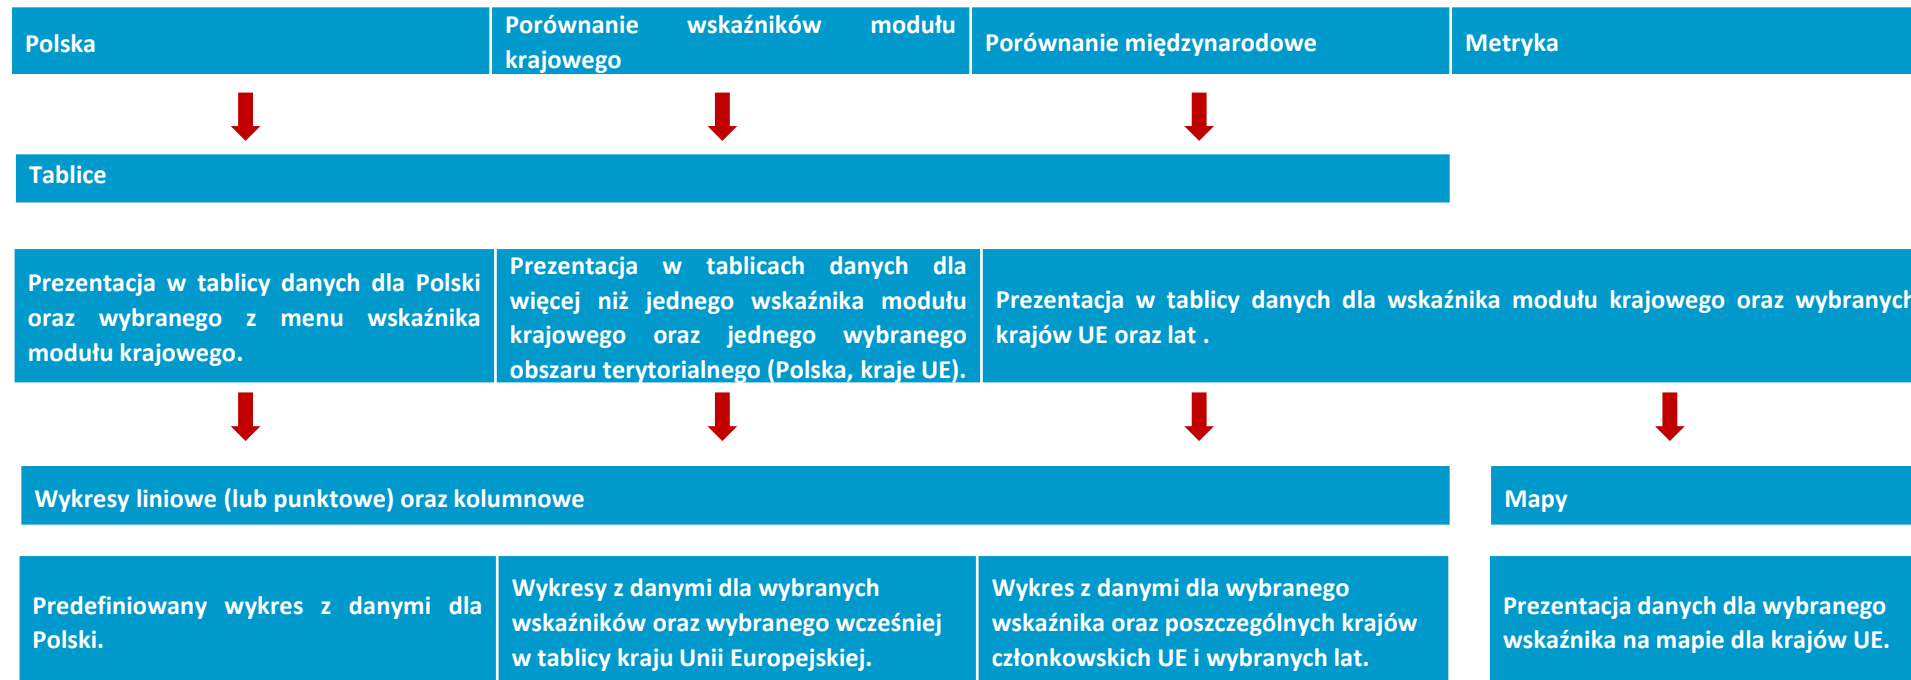 Polska
Porównanie wskaźników modułu
krajowego
Porównanie międzynarodowe
Metryka
Tablice
Prezentacja w tablicy danych dla Polski
oraz wybranego z menu wskaźnika
modułu krajowego.
Prezentacja w tablicach danych dla
więcej niż jednego wskaźnika modułu
krajowego oraz jednego wybranego
obszaru terytorialnego (Polska, kraje UE).
Prezentacja w tablicy danych dla wskaźnika modułu krajowego oraz wybranych
krajów UE oraz lat .
Wykresy liniowe (lub punktowe) oraz kolumnowe
Mapy
Predefiniowany wykres z danymi dla
Polski.
Wykresy z danymi dla wybranych
wskaźników oraz wybranego wcześniej
w tablicy kraju Unii Europejskiej.
Wykres z danymi dla wybranego
wskaźnika oraz poszczególnych krajów
członkowskich UE i wybranych lat.
Prezentacja danych dla wybranego
wskaźnika na mapie dla krajów UE.